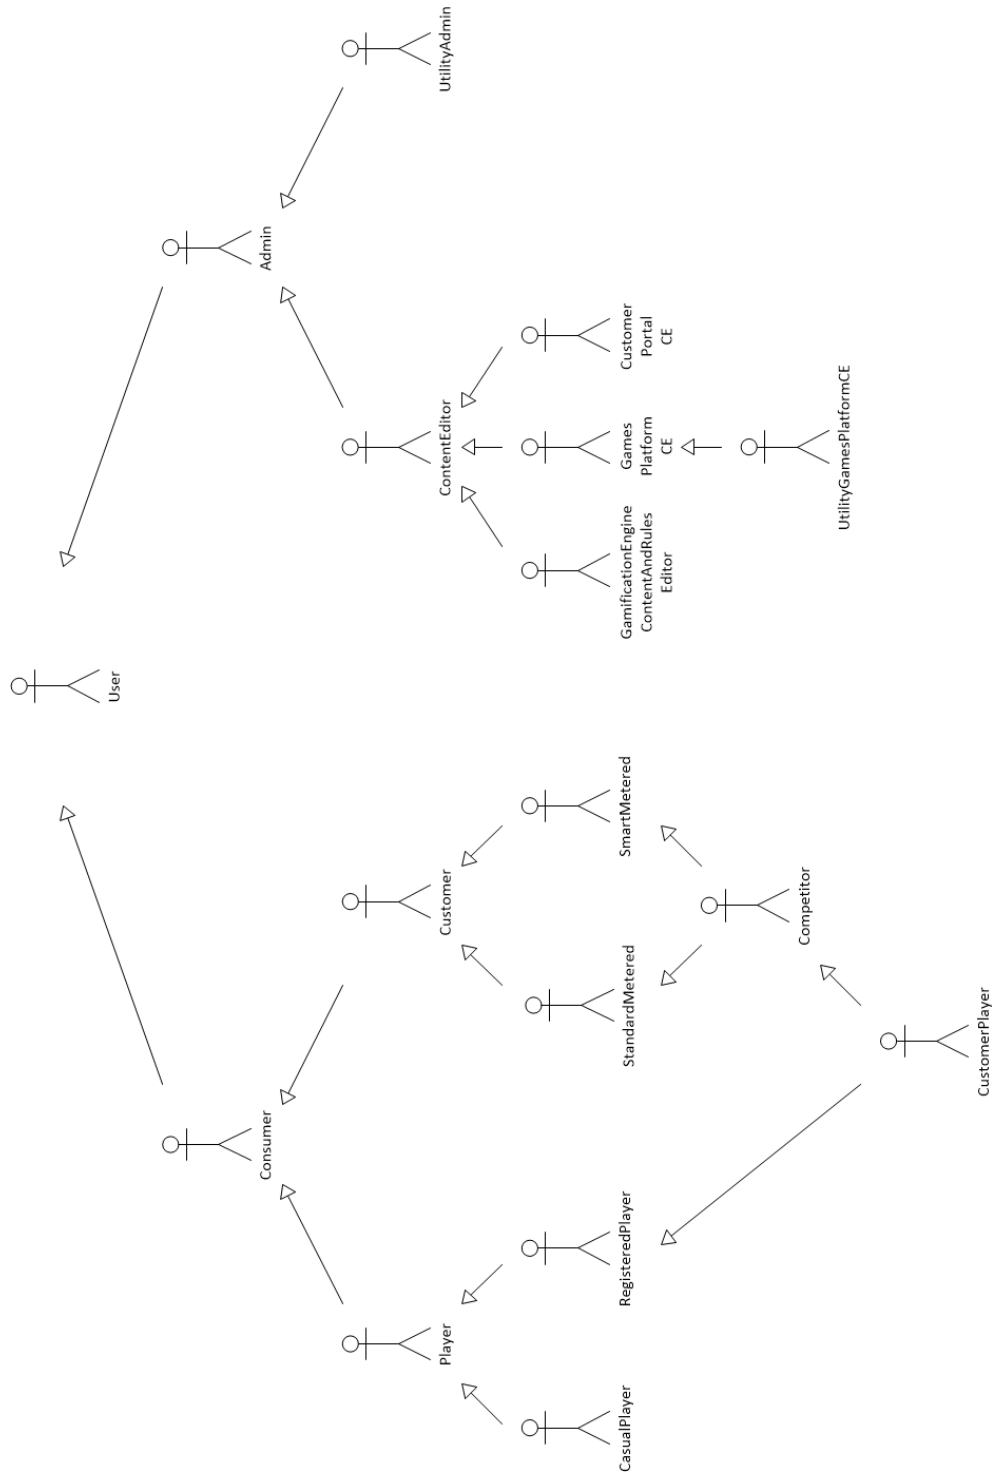 User
Consumer
Admin
Player
Customer
ContentEditor
UtilityAdmin
CasualPlayer
RegisteredPlayer
StandardMetered
SmartMetered
GamificationEngine
ContentAndRules
Editor
Games
Platform
CE
Customer
Portal
CE
Competitor
UtilityGamesPlatformCE
CustomerPlayer